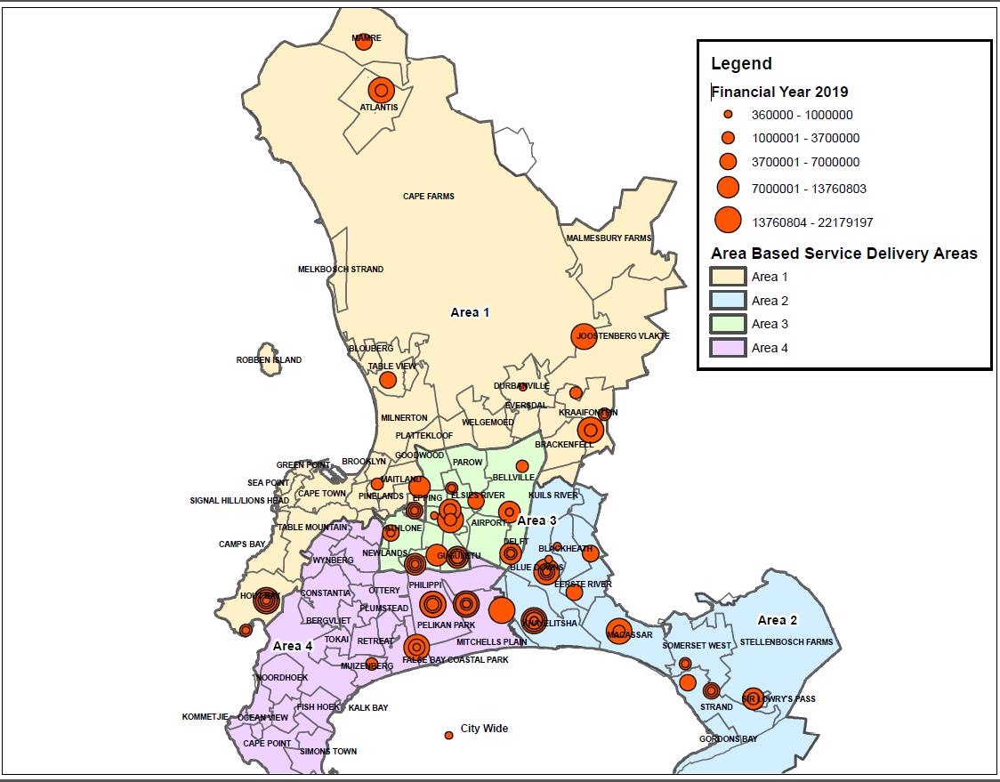 MAMRE
ATLANTIS
CAPE FARMS
MALMESBURY FARMS
MELKBOSCH STRAND
Area 1
JOOSTENBERG VLAKTE
BLOUBERG
ROBBEN ISLAND
TABLE VIEW
DURBANVILLE
EVERSDAL
KRAAIFONTEIN
MILNERTON
WELGEMOED
PLATTEKLOOF
BRACKENFELL
GOODWOOD
BROOKLYN
PAROW
GREEN POINT
BELLVILLE
MAITLAND
SEA POINT
CAPE TOWN
PINELANDS
EPPING
ELSIES RIVER
KUILS RIVER
SIGNAL HILL/LIONS HEAD
Area 3
AIRPORT
TABLE MOUNTAIN
ATHLONE
CAMPS BAY
DELFT
BLACKHEATH
NEWLANDS
GUGULETU
WYNBERG
BLUE DOWNS
EERSTE RIVER
PHILIPPI
OTTERY
CONSTANTIA
HOUT BAY
PLUMSTEAD
BERGVLIET
PELIKAN PARK
KHAYELITSHA
Area 2
MACASSAR
TOKAI
RETREAT
MITCHELLS PLAIN
SOMERSET WEST
STELLENBOSCH FARMS
Area 4
FALSE BAY COASTAL PARK
MUIZENBERG
NOORDHOEK
SIR LOWRY'S PASS
FISH HOEK
KALK BAY
STRAND
KOMMETJIE
OCEAN VIEW
City Wide
GORDONS BAY
CAPE POINT
SIMONS TOWN
Legend
Financial Year 2019
360000 - 1000000
1000001 - 3700000
3700001 - 7000000
7000001 - 13760803
13760804 - 22179197
Area Based Service Delivery Areas
Area 1
Area 2
Area 3
Area 4